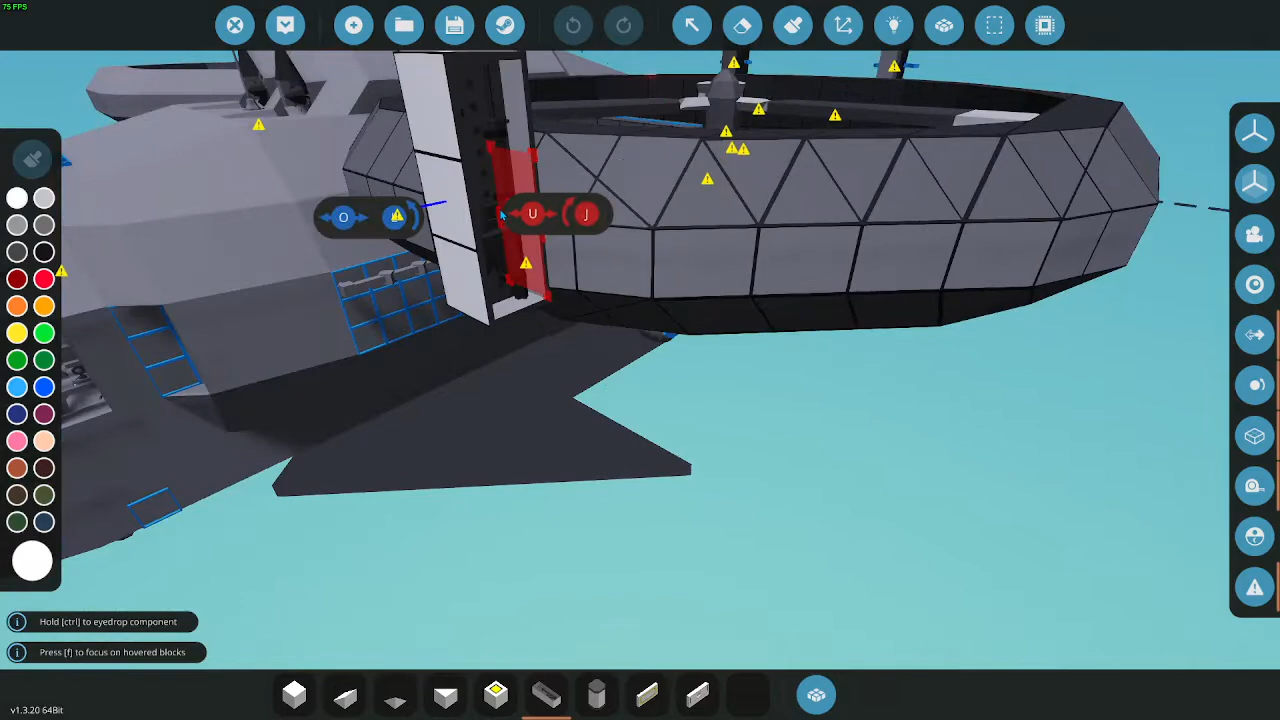 75 FPS
O
U
J
Hold [ctrl] to eyedrop component
Press [f] to focus on hovered blocks
v1.3.20 64Bit